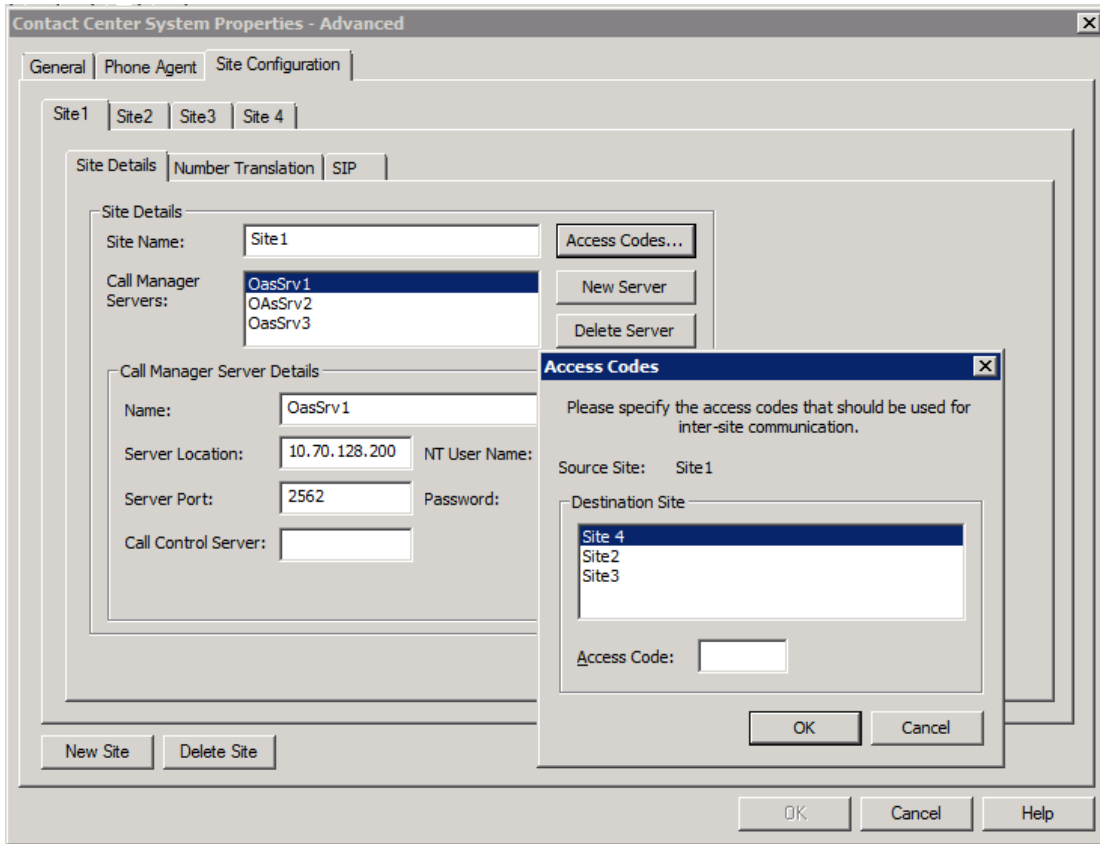 Contact Center System Properties - Advanced
General Phone Agent Site Configuration
Site1 Site2 Site3 Site 4
Site Details Number Translation SIP
Site Details
Site Name: Site1 Access Codes...
Call Manager Servers: OasSrv1 New Server
OAsSrv2
OasSrv3 Delete Server
Call Manager Server Details
Name: OasSrv1
Server Location: 10.70.128.200 NT User Name:
Server Port: 2562 Password:
Call Control Server:
Access Codes
Please specify the access codes that should be used for
inter-site communication.
Source Site: Site1
Destination Site
Site 4
Site2
Site3
Access Code:
OK Cancel
New Site Delete Site
OK Cancel Help